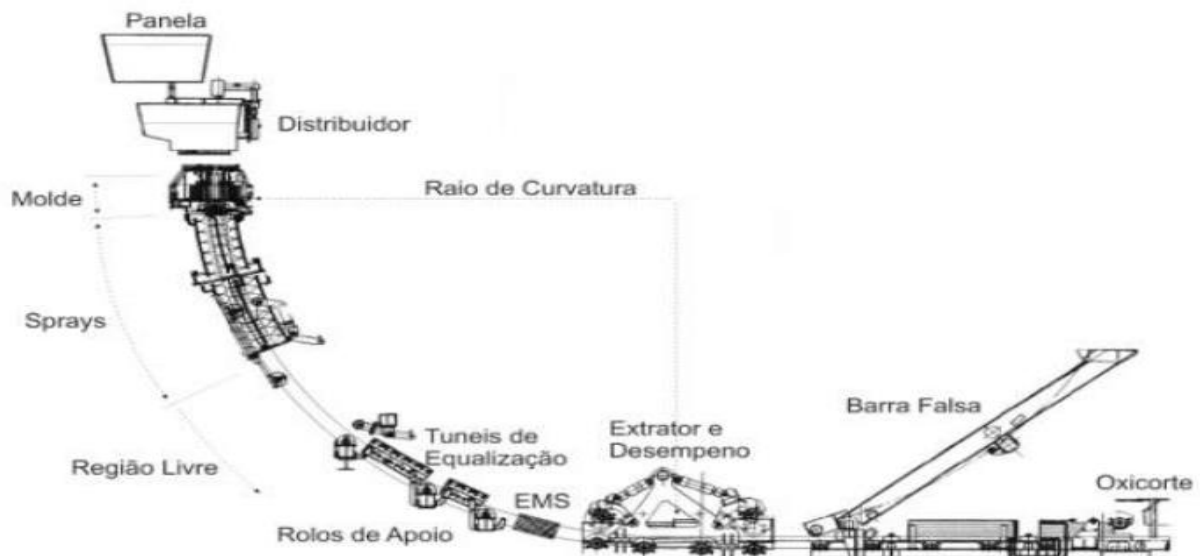 Panela
Distribuidor
Molde
Raio de Curvatura
Sprays
Barra Falsa
Tuneis de
Equalização
Extrator e
Desempeno
Região Livre
EMS
Oxicorte
Rolos de Apoio